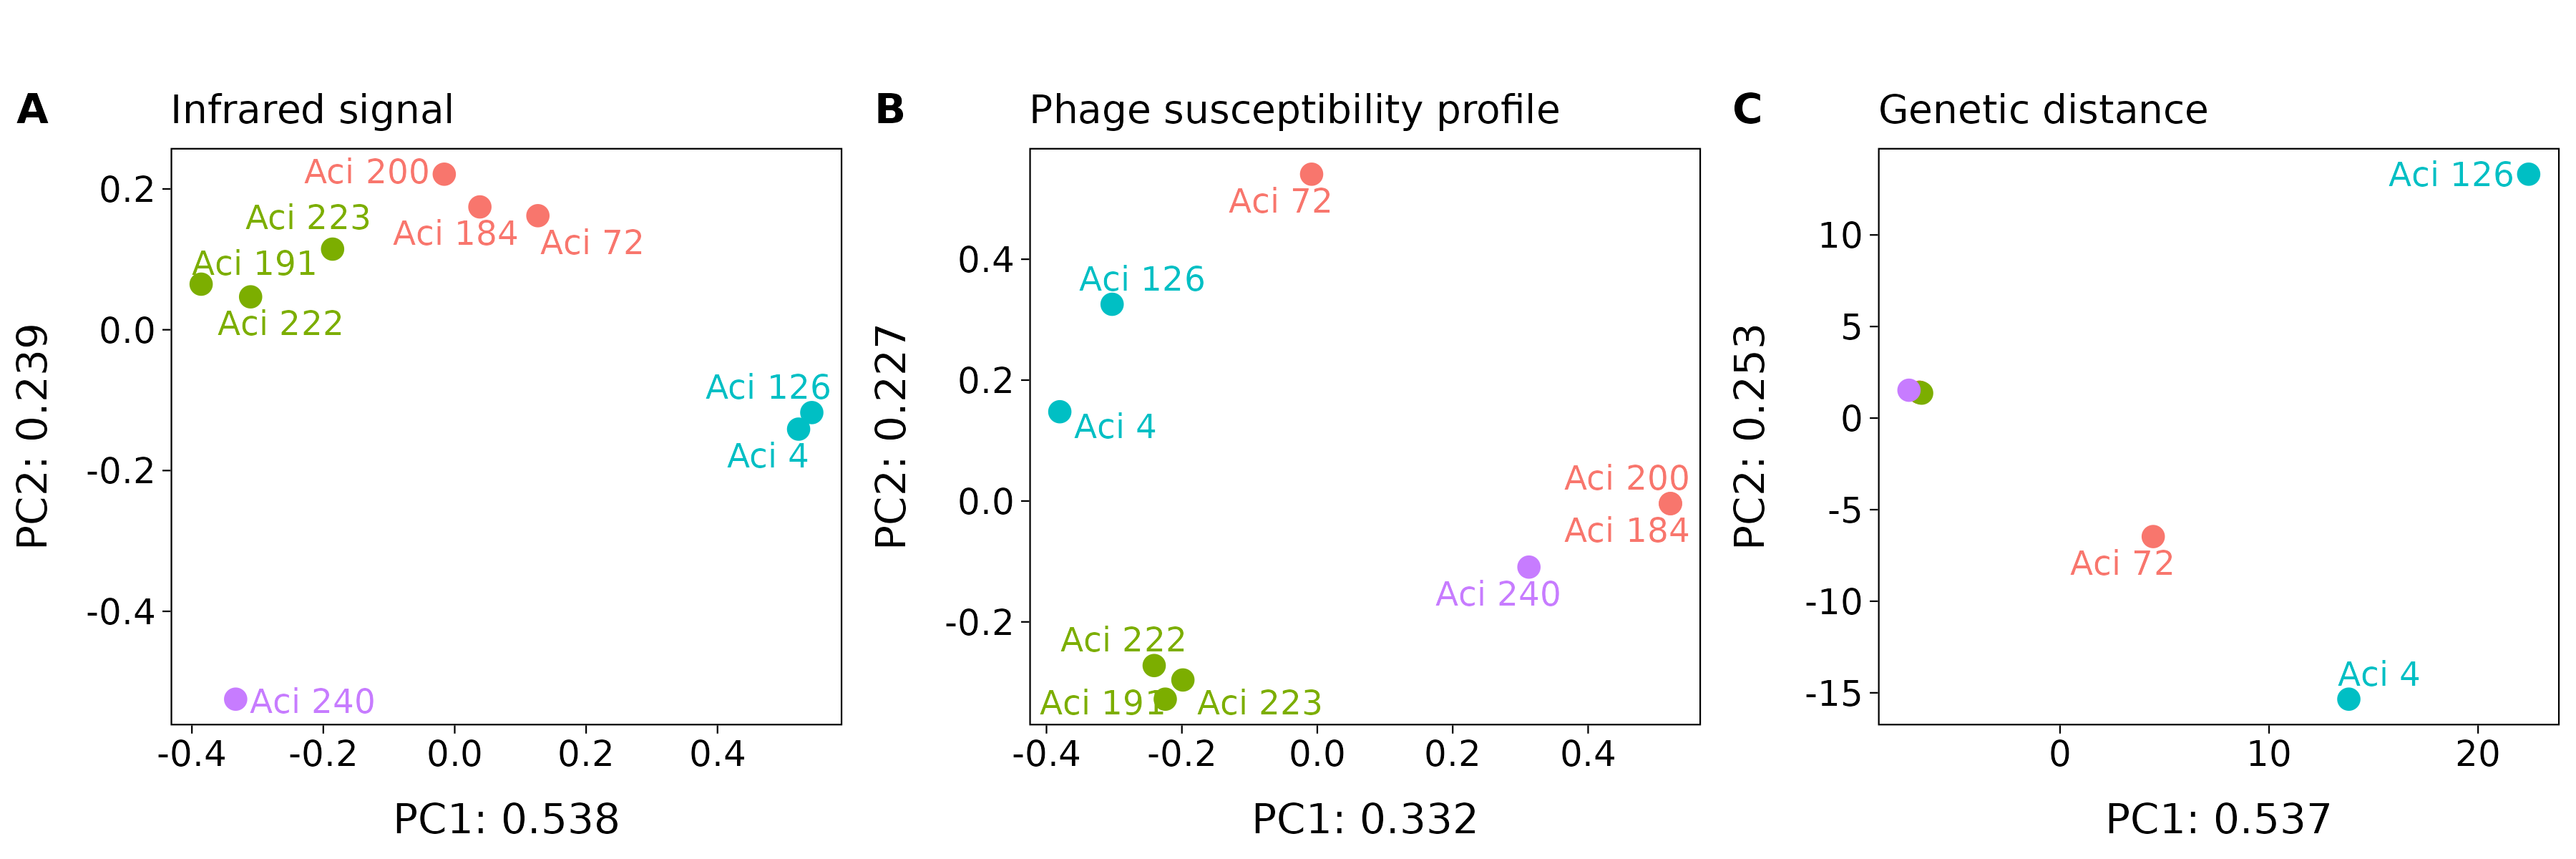 A Infrared signal
Aci 200
Aci 223
Aci 184
Aci 72
Aci 191
Aci 222
Aci 126
Aci 4
Aci 240
0.2
0.0
-0.2
-0.4
-0.4 -0.2 0.0 0.2 0.4
PC2: 0.239
PC1: 0.538
B Phage susceptibility profile
Aci 72
Aci 126
Aci 4
Aci 200
Aci 184
Aci 240
Aci 222
Aci 191
Aci 223
0.4
0.2
0.0
-0.2
-0.4 -0.2 0.0 0.2 0.4
PC2: 0.227
PC1: 0.332
C Genetic distance
Aci 126
Aci 72
Aci 4
10
5
0
-5
-10
-15
0 10 20
PC2: 0.253
PC1: 0.537